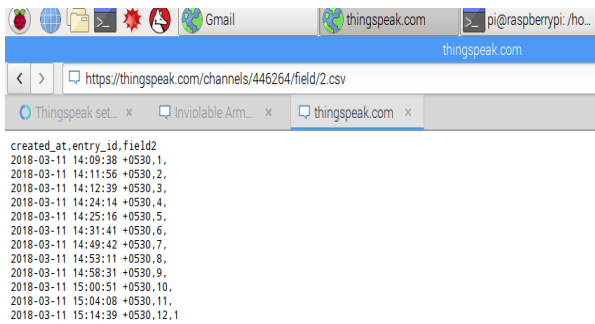 Gmail
thingspeak.com
pi@raspberrypi: /ho...
thingspeak.com
https://thingspeak.com/channels/446264/field/2.csv
Thingspeak set... ×
Inviolable Arm... ×
thingspeak.com ×
created_at,entry_id,field2
2018-03-11 14:09:38 +0530,1,
2018-03-11 14:11:56 +0530,2,
2018-03-11 14:12:39 +0530,3,
2018-03-11 14:24:14 +0530,4,
2018-03-11 14:25:16 +0530,5,
2018-03-11 14:31:41 +0530,6,
2018-03-11 14:49:42 +0530,7,
2018-03-11 14:53:11 +0530,8,
2018-03-11 14:58:31 +0530,9,
2018-03-11 15:00:51 +0530,10,
2018-03-11 15:04:08 +0530,11,
2018-03-11 15:14:39 +0530,12,1